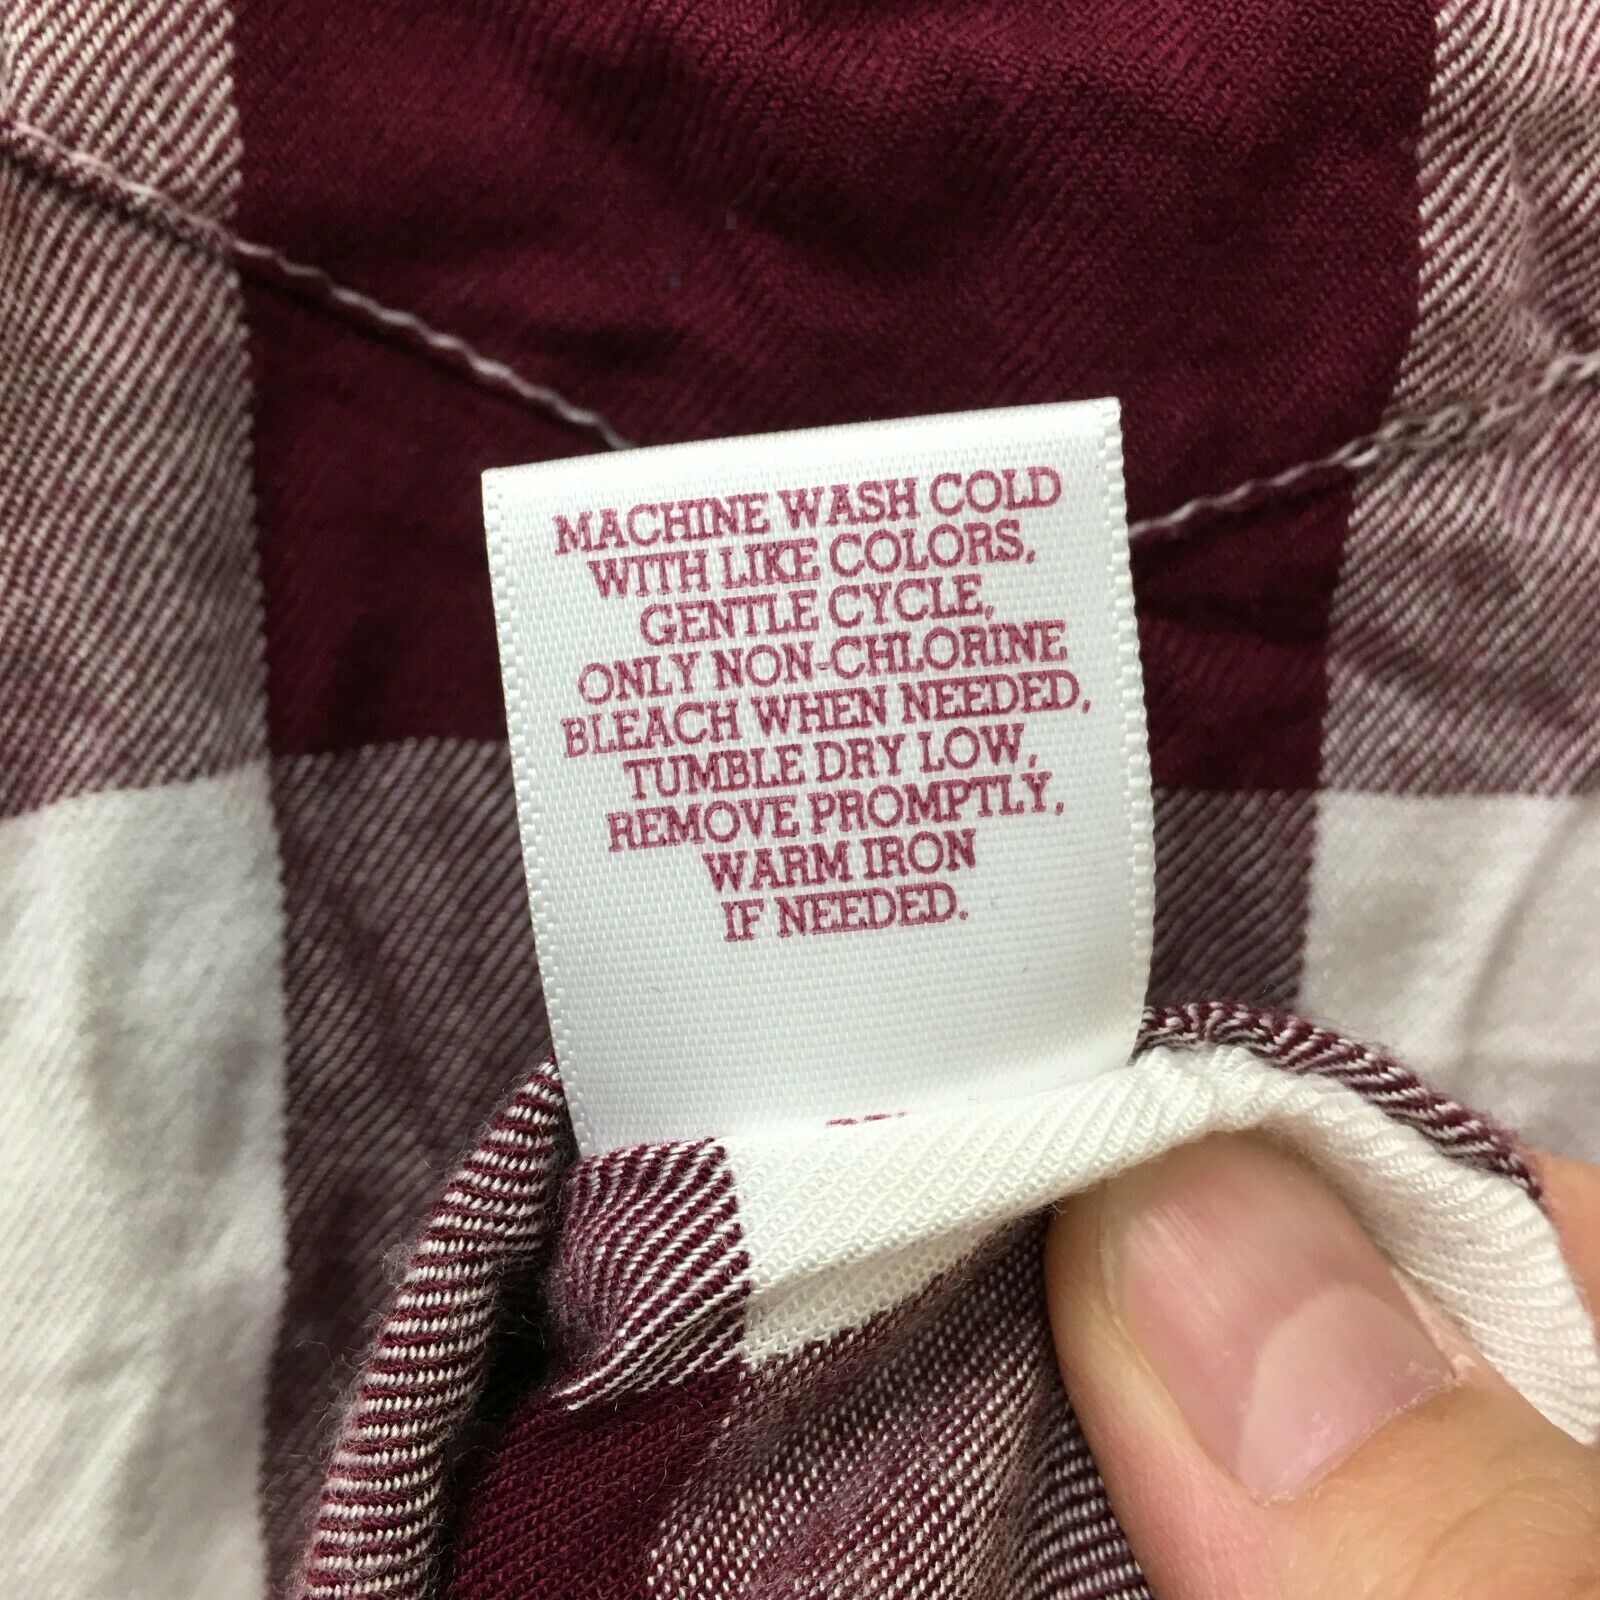 MACHINE WASH COLD
WITH LIKE COLORS,
GENTLE CYCLE,
ONLY NON-CHLORINE
BLEACH WHEN NEEDED,
TUMBLE DRY LOW,
REMOVE PROMPTLY,
WARM IRON
IF NEEDED.